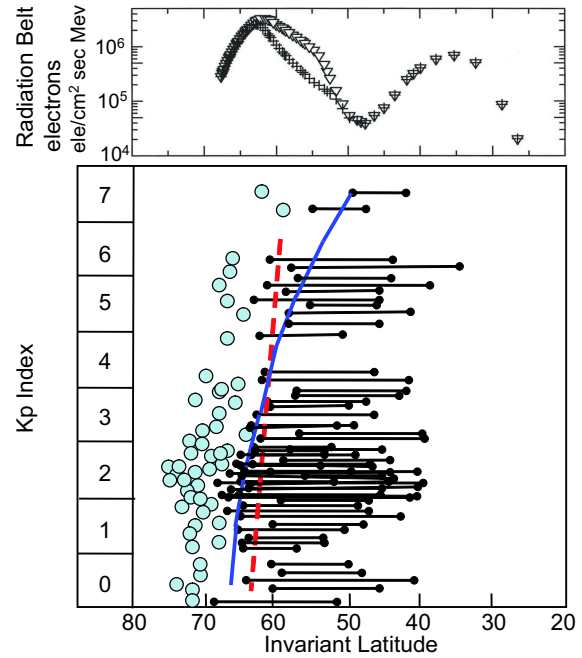 Radiation Belt
electrons
ele/cm² sec Mev
10⁶
10⁵
10⁴
Kp Index
7
6
5
4
3
2
1
0
80 70 60 50 40 30 20
Invariant Latitude